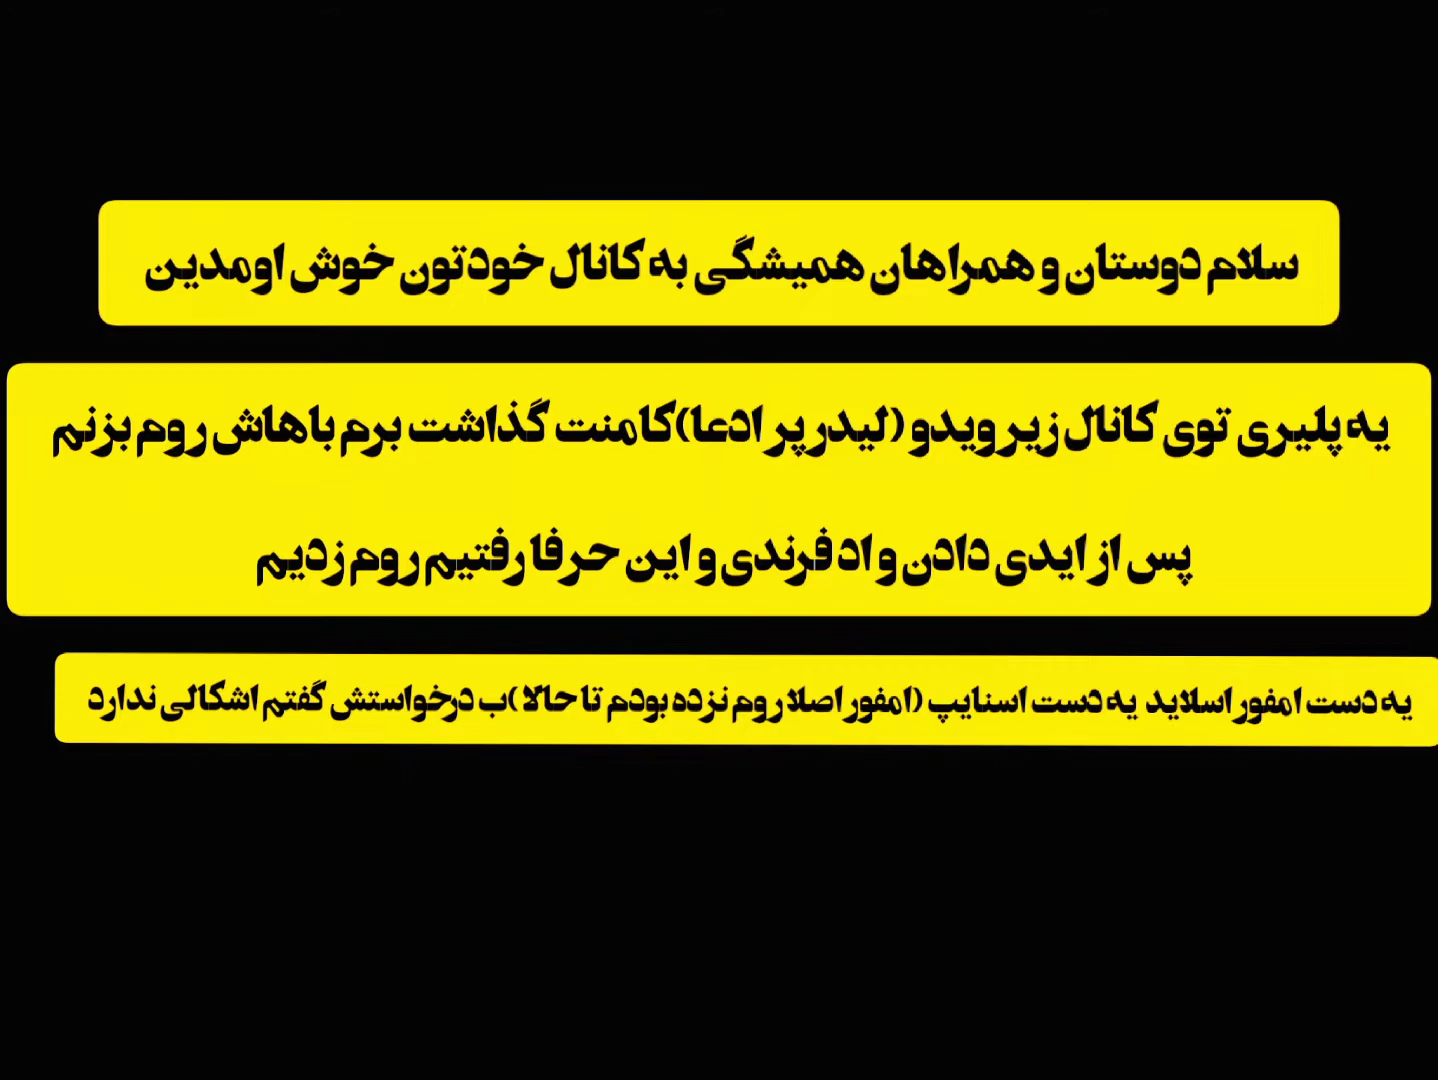 سلام دوستان و همراهان همیشگی به کانال خودتون خوش اومدین
یه پلیری توی کانال زیر ویدو (لیدر پر ادعا)کامنت گذاشت برم باهاش روم بزنم
پس از ایدی دادن و اد فرندی و این حرفا رفتیم روم زدیم
یه دست امفور اسلاید یه دست اسنایپ (امفور اصلا روم نزده بودم تا حالا )ب درخواستش گفتم اشکالی ندارد